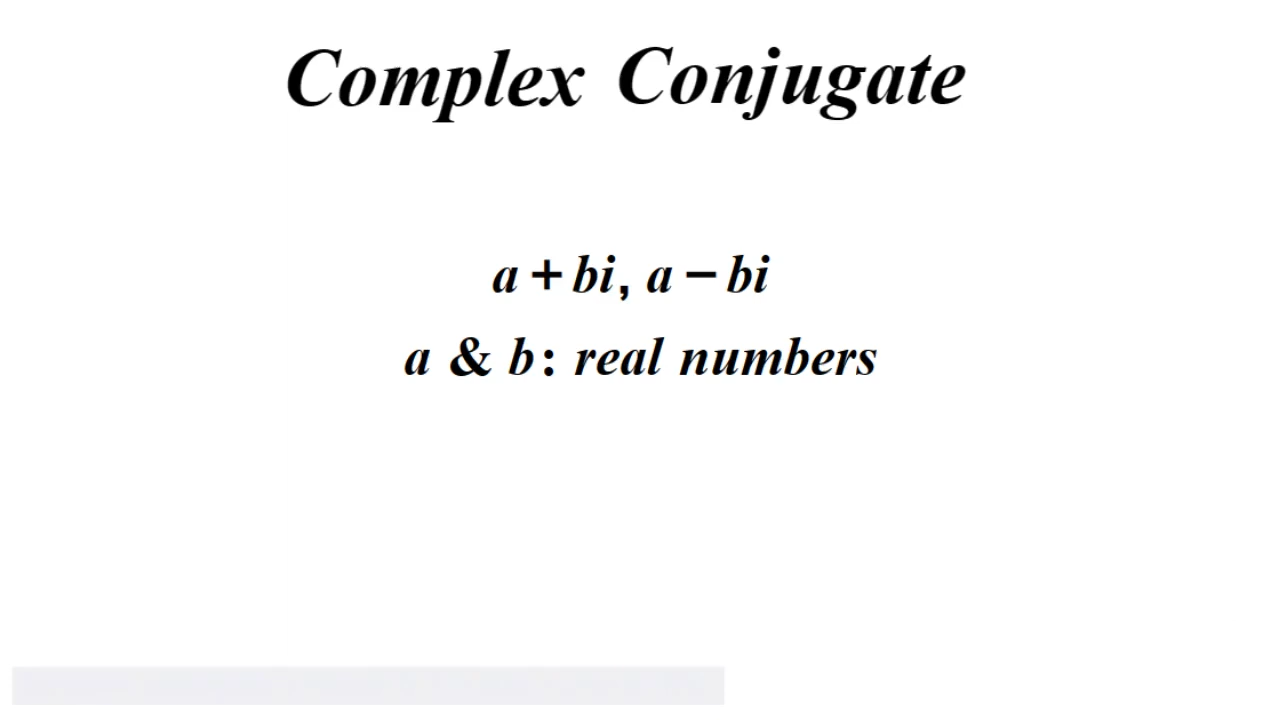 Complex Conjugate
a + bi, a − bi
a & b: real numbers